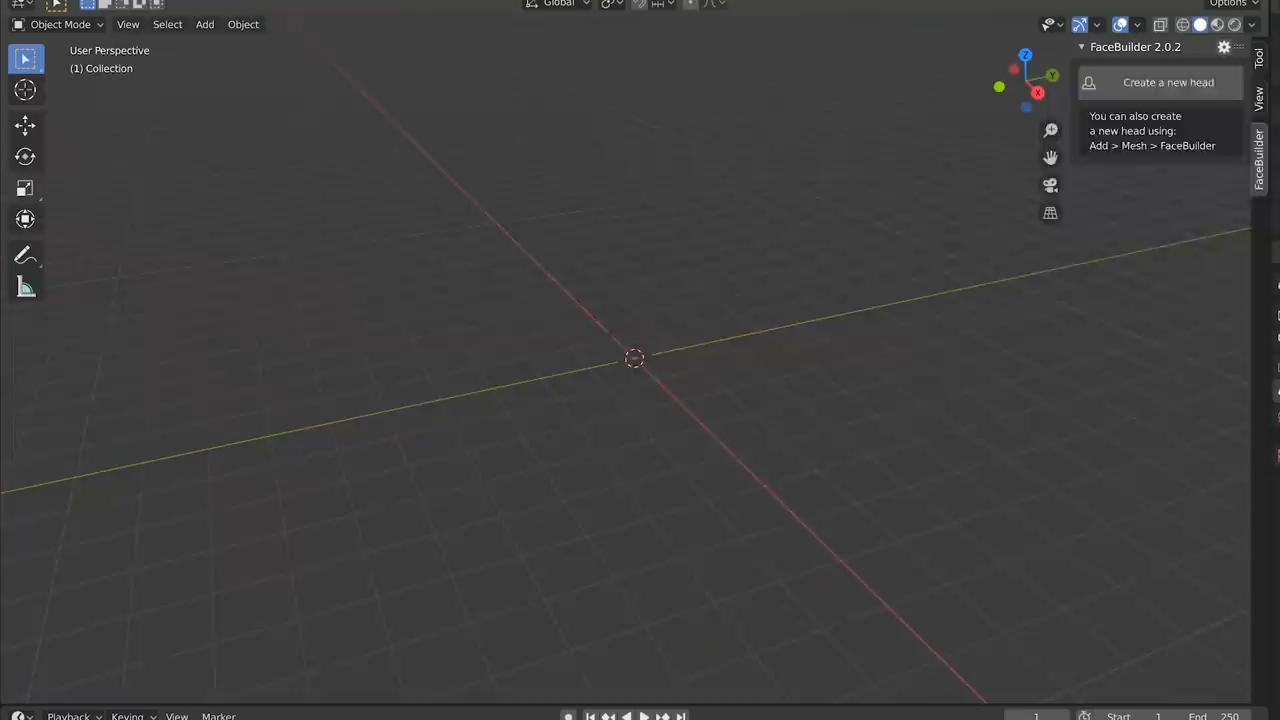 Global
Options
Object Mode
View
Select
Add
Object
User Perspective
(1) Collection
Z
Y
X
FaceBuilder 2.0.2
Create a new head
You can also create
a new head using:
Add > Mesh > FaceBuilder
Tool
View
FaceBuilder
Playback
Keying
View
Marker
1
Start
1
End
250